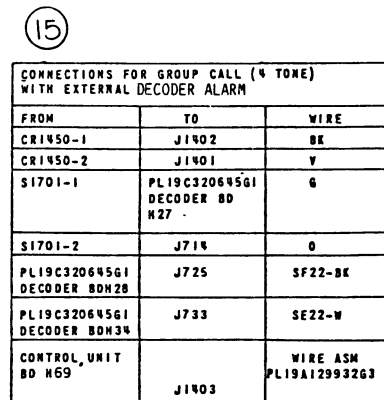 15
CONNECTIONS FOR GROUP CALL (4 TONE)
WITH EXTERNAL DECODER ALARM
FROM TO WIRE
CR1450-1 J1402 BK
CR1450-2 J1401 V
S1701-1 PL19C320645G1 G
DECODER BD
H27
S1701-2 J714 O
PL19C320645G1 J725 SF22-BK
DECODER BDH28
PL19C320645G1 J733 SE22-W
DECODER BDH34
CONTROL UNIT WIRE ASM
BD H69 PL19A129932G3
J1403